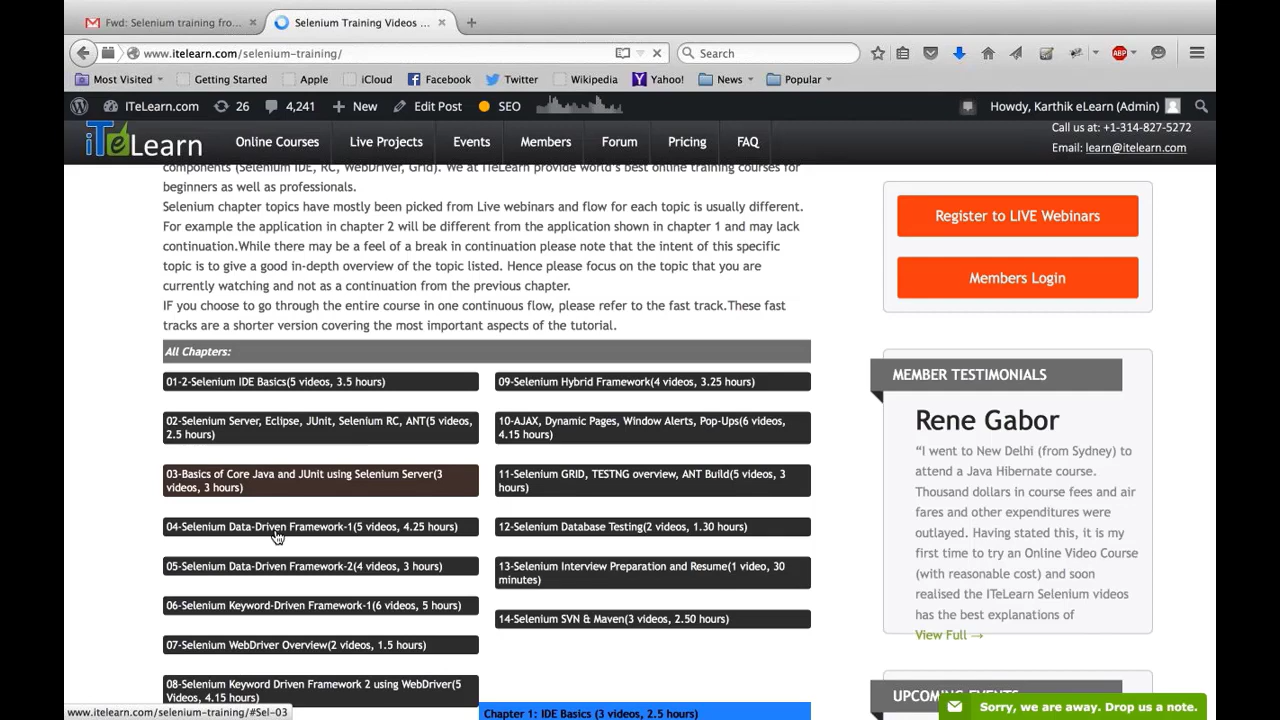 Fwd: Selenium training fro...
Selenium Training Videos ...
www.itelearn.com/selenium-training/
Search
ABP
Most Visited
Getting Started
Apple
iCloud
Facebook
Twitter
Wikipedia
Yahoo!
News
Popular
ITeLearn.com
26
4,241
New
Edit Post
SEO
Howdy, Karthik eLearn (Admin)
iTeLearn
Online Courses
Live Projects
Events
Members
Forum
Pricing
FAQ
Call us at: +1-314-827-5272
Email: learn@itelearn.com
components (Selenium IDE, RC, WebDriver, Grid). We at ITeLearn provide world's best online training courses for
beginners as well as professionals.
Selenium chapter topics have mostly been picked from Live webinars and flow for each topic is usually different.
For example the application in chapter 2 will be different from the application shown in chapter 1 and may lack
continuation.While there may be a feel of a break in continuation please note that the intent of this specific
topic is to give a good in-depth overview of the topic listed. Hence please focus on the topic that you are
currently watching and not as a continuation from the previous chapter.
IF you choose to go through the entire course in one continuous flow, please refer to the fast track.These fast
tracks are a shorter version covering the most important aspects of the tutorial.
All Chapters:
01-2-Selenium IDE Basics(5 videos, 3.5 hours)
02-Selenium Server, Eclipse, JUnit, Selenium RC, ANT(5 videos,
2.5 hours)
03-Basics of Core Java and JUnit using Selenium Server(3
videos, 3 hours)
04-Selenium Data-Driven Framework-1(5 videos, 4.25 hours)
05-Selenium Data-Driven Framework-2(4 videos, 3 hours)
06-Selenium Keyword-Driven Framework-1(6 videos, 5 hours)
07-Selenium WebDriver Overview(2 videos, 1.5 hours)
08-Selenium Keyword Driven Framework 2 using WebDriver(5
Videos, 4.15 hours)
09-Selenium Hybrid Framework(4 videos, 3.25 hours)
10-AJAX, Dynamic Pages, Window Alerts, Pop-Ups(6 videos,
4.15 hours)
11-Selenium GRID, TESTNG overview, ANT Build(5 videos, 3
hours)
12-Selenium Database Testing(2 videos, 1.30 hours)
13-Selenium Interview Preparation and Resume(1 video, 30
minutes)
14-Selenium SVN & Maven(3 videos, 2.50 hours)
Chapter 1: IDE Basics (3 videos, 2.5 hours)
Register to LIVE Webinars
Members Login
MEMBER TESTIMONIALS
Rene Gabor
“I went to New Delhi (from Sydney) to
attend a Java Hibernate course.
Thousand dollars in course fees and air
fares and other expenditures were
outlayed. Having stated this, it is my
first time to try an Online Video Course
(with reasonable cost) and soon
realised the ITeLearn Selenium videos
has the best explanations of
View Full →
UPCOMING EVENTS
Sorry, we are away. Drop us a note.
www.itelearn.com/selenium-training/#Sel-03